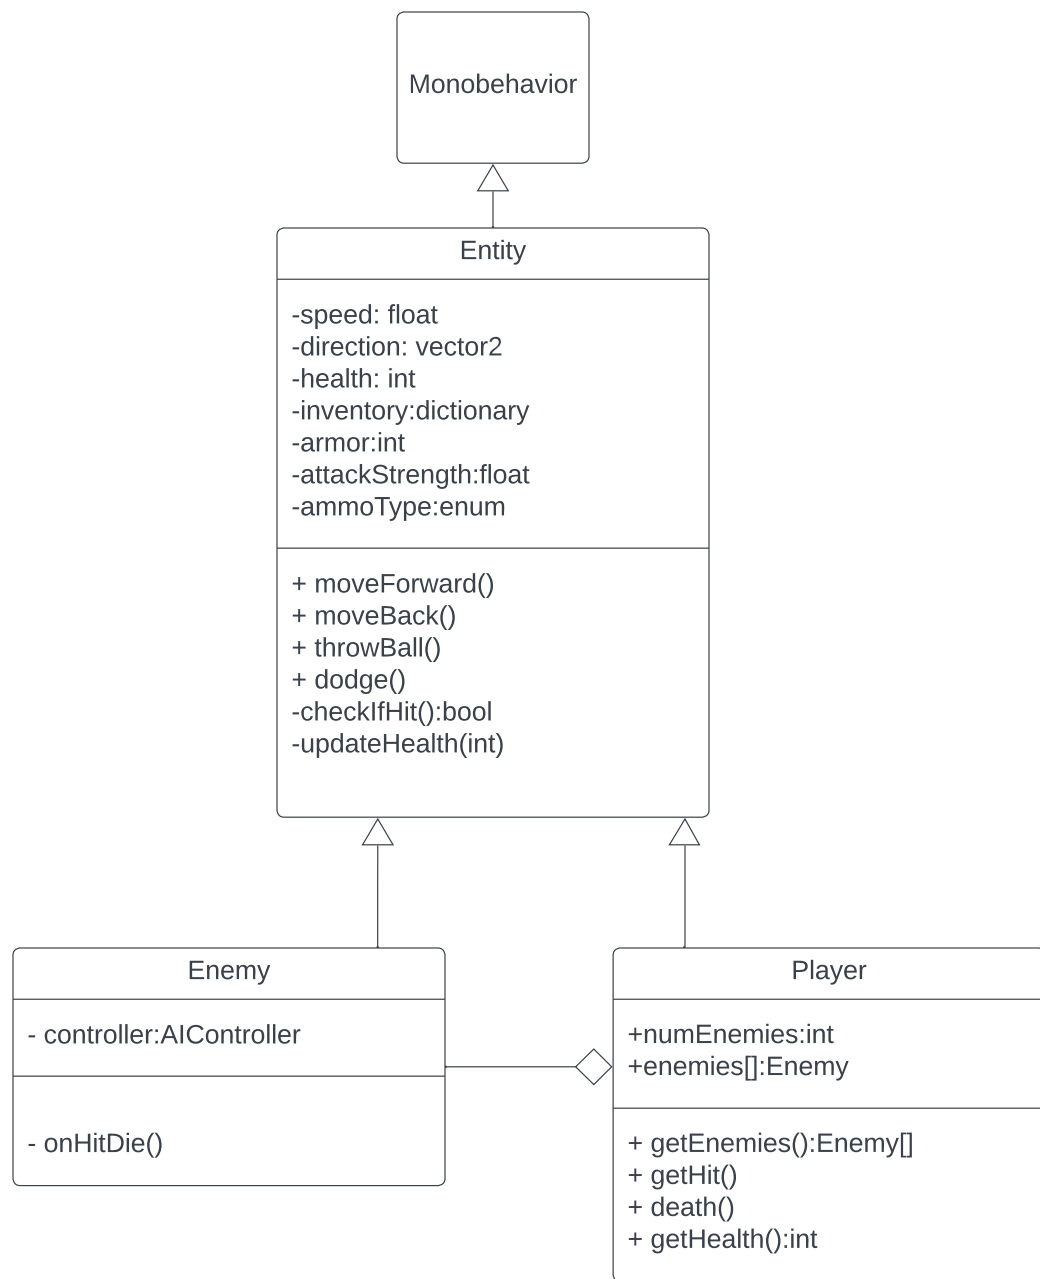 Monobehavior
Entity
-speed: float
-direction: vector2
-health: int
-inventory:dictionary
-armor:int
-attackStrength:float
-ammoType:enum
+ moveForward()
+ moveBack()
+ throwBall()
+ dodge()
-checkIfHit():bool
-updateHealth(int)
Enemy
- controller:AIController
- onHitDie()
Player
+numEnemies:int
+enemies[]:Enemy
+ getEnemies():Enemy[]
+ getHit()
+ death()
+ getHealth():int